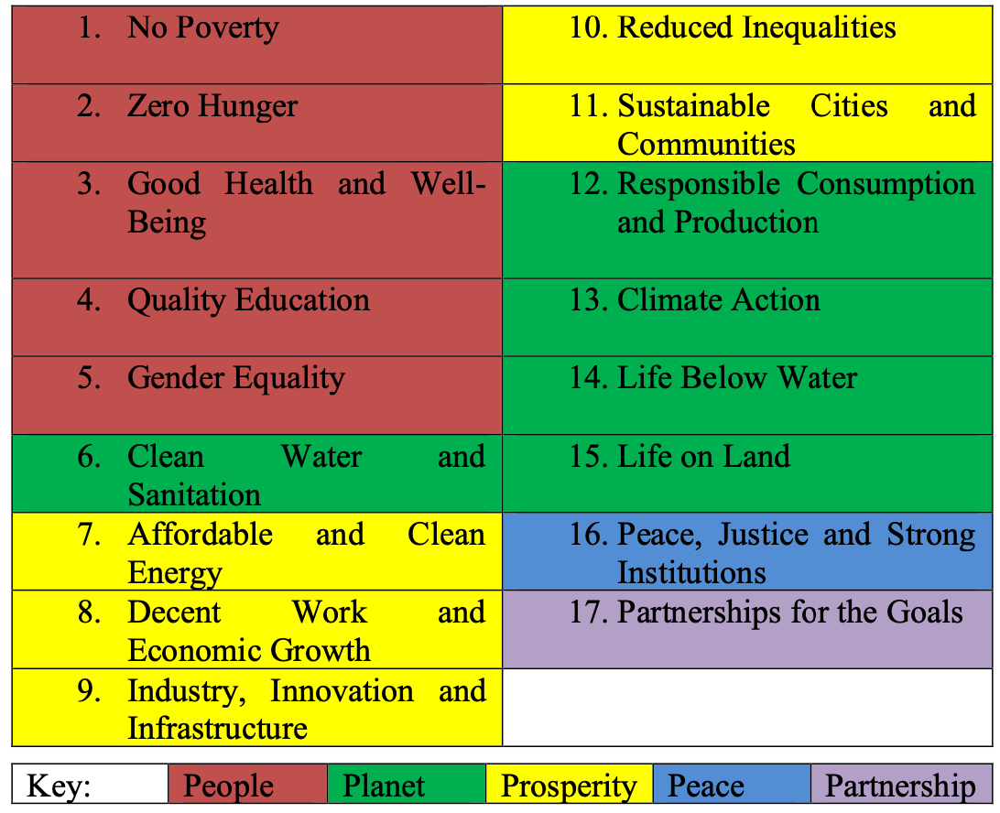 1. No Poverty
2. Zero Hunger
3. Good Health and Well-
Being
4. Quality Education
5. Gender Equality
6. Clean Water and
Sanitation
7. Affordable and Clean
Energy
8. Decent Work and
Economic Growth
9. Industry, Innovation and
Infrastructure
10. Reduced Inequalities
11. Sustainable Cities and
Communities
12. Responsible Consumption
and Production
13. Climate Action
14. Life Below Water
15. Life on Land
16. Peace, Justice and Strong
Institutions
17. Partnerships for the Goals
Key: People Planet Prosperity Peace Partnership